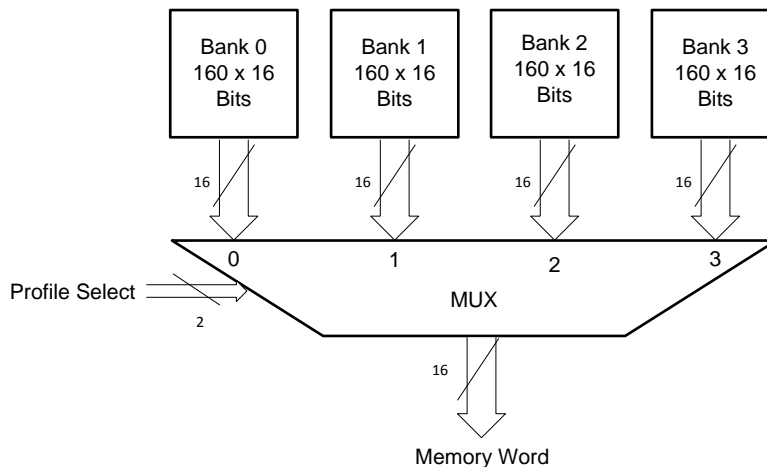 Bank 0
160 x 16
Bits
Bank 1
160 x 16
Bits
Bank 2
160 x 16
Bits
Bank 3
160 x 16
Bits
16
16
16
16
0
1
2
3
Profile Select
2
MUX
16
Memory Word